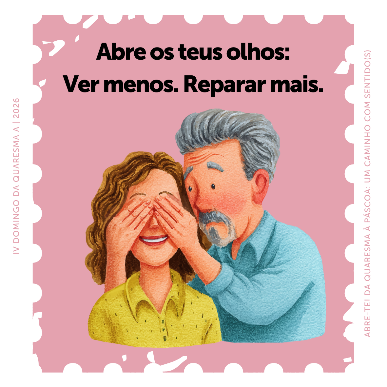 Abre os teus olhos:
Ver menos. Reparar mais.
IV DOMINGO DA QUARESMA A | 2026
ABRE-TE! DA QUARESMA À PÁSCOA: UM CAMINHO COM SENTIDO(S)